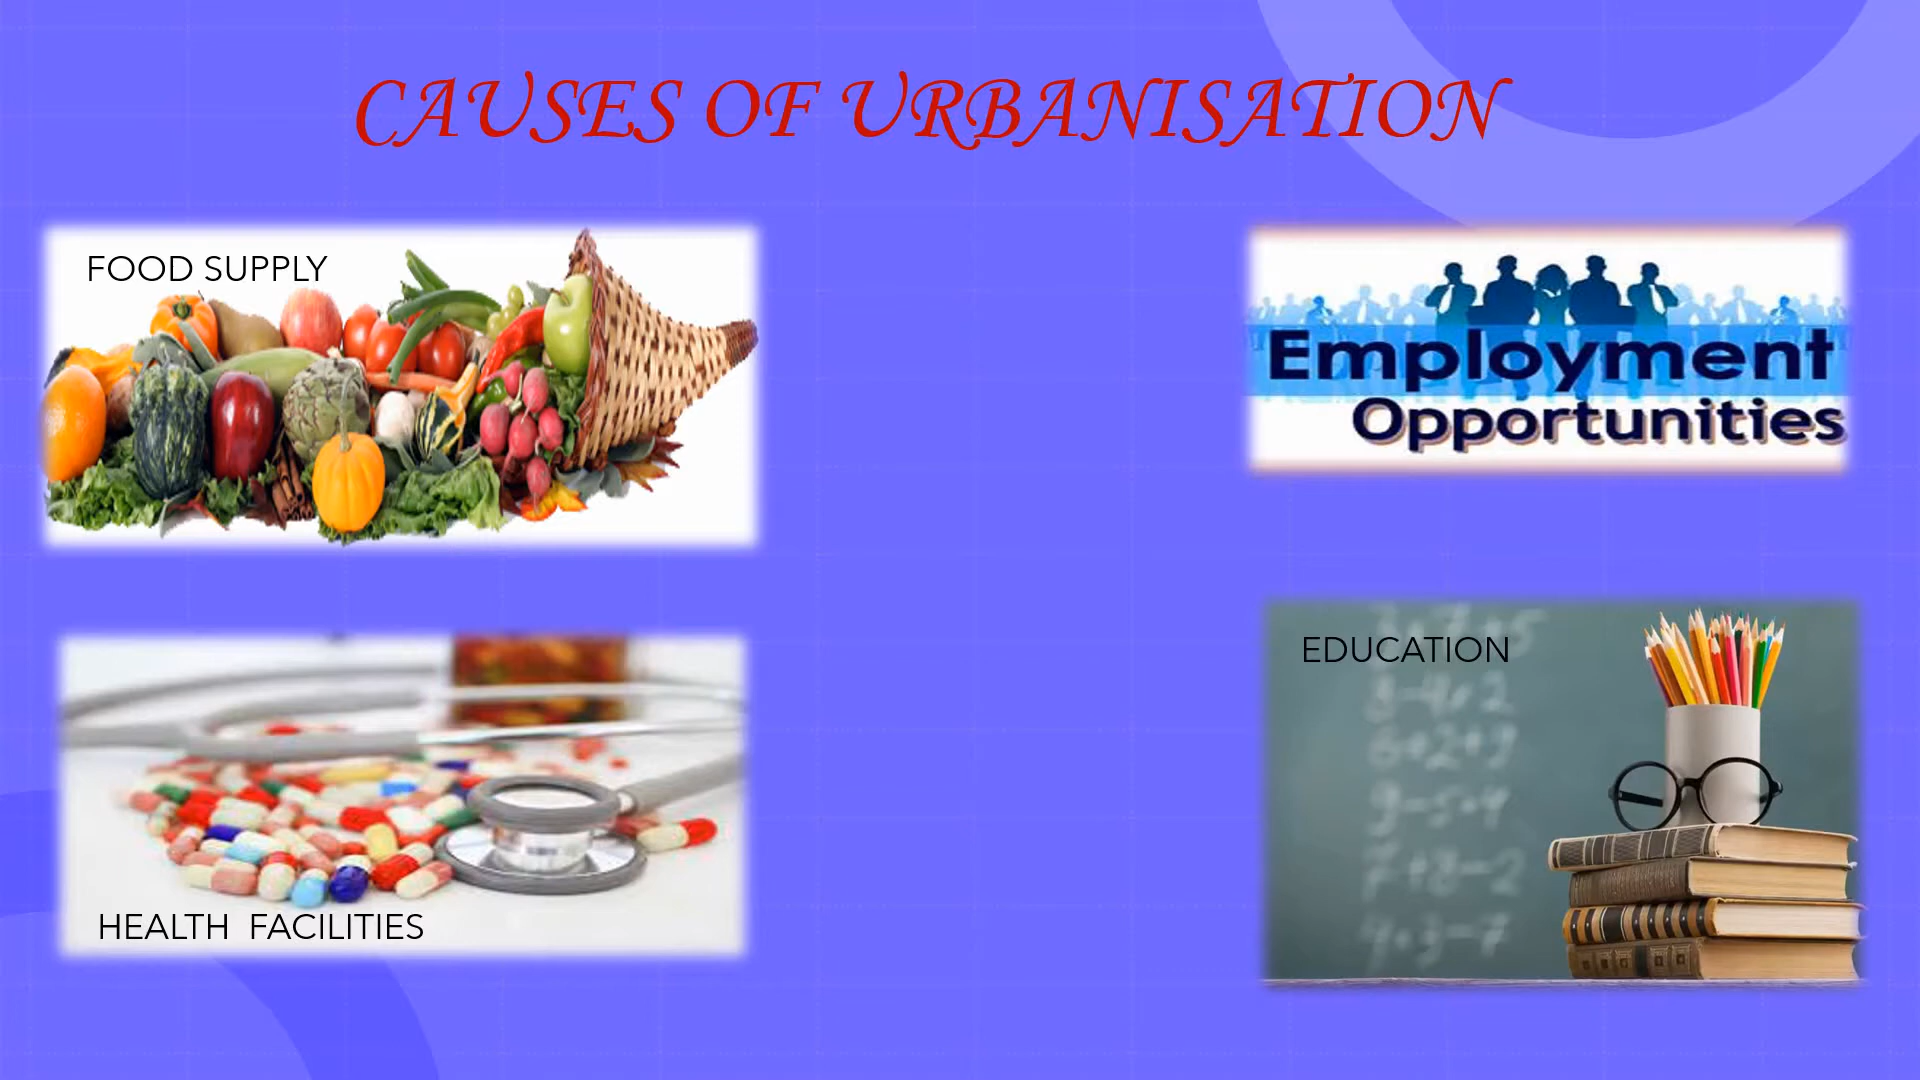 CAUSES OF URBANISATION
FOOD SUPPLY
Employment
Opportunities
EDUCATION
HEALTH FACILITIES